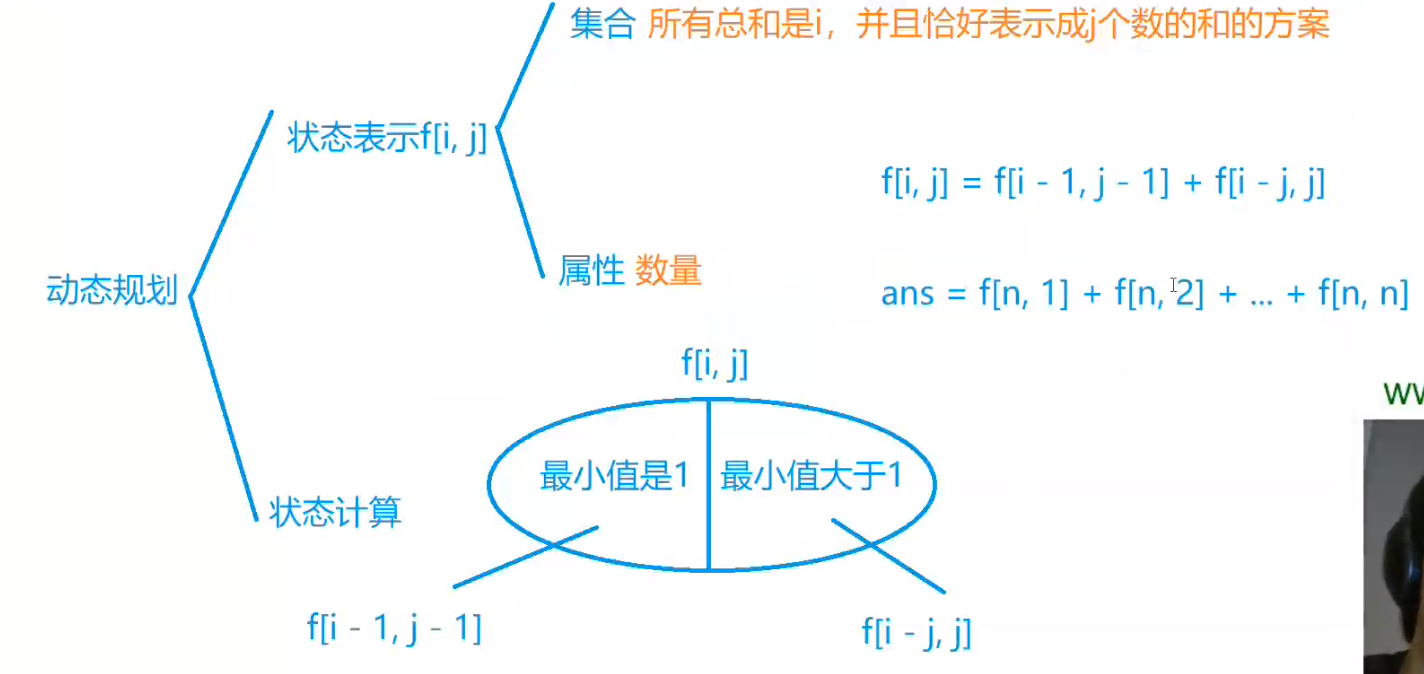 集合 所有总和是i，并且恰好表示成j个数的和的方案
状态表示f[i, j]
f[i, j] = f[i - 1, j - 1] + f[i - j, j]
属性 数量
动态规划
ans = f[n, 1] + f[n, 2] + ... + f[n, n]
f[i, j]
最小值是1
最小值大于1
状态计算
f[i - 1, j - 1]
f[i - j, j]